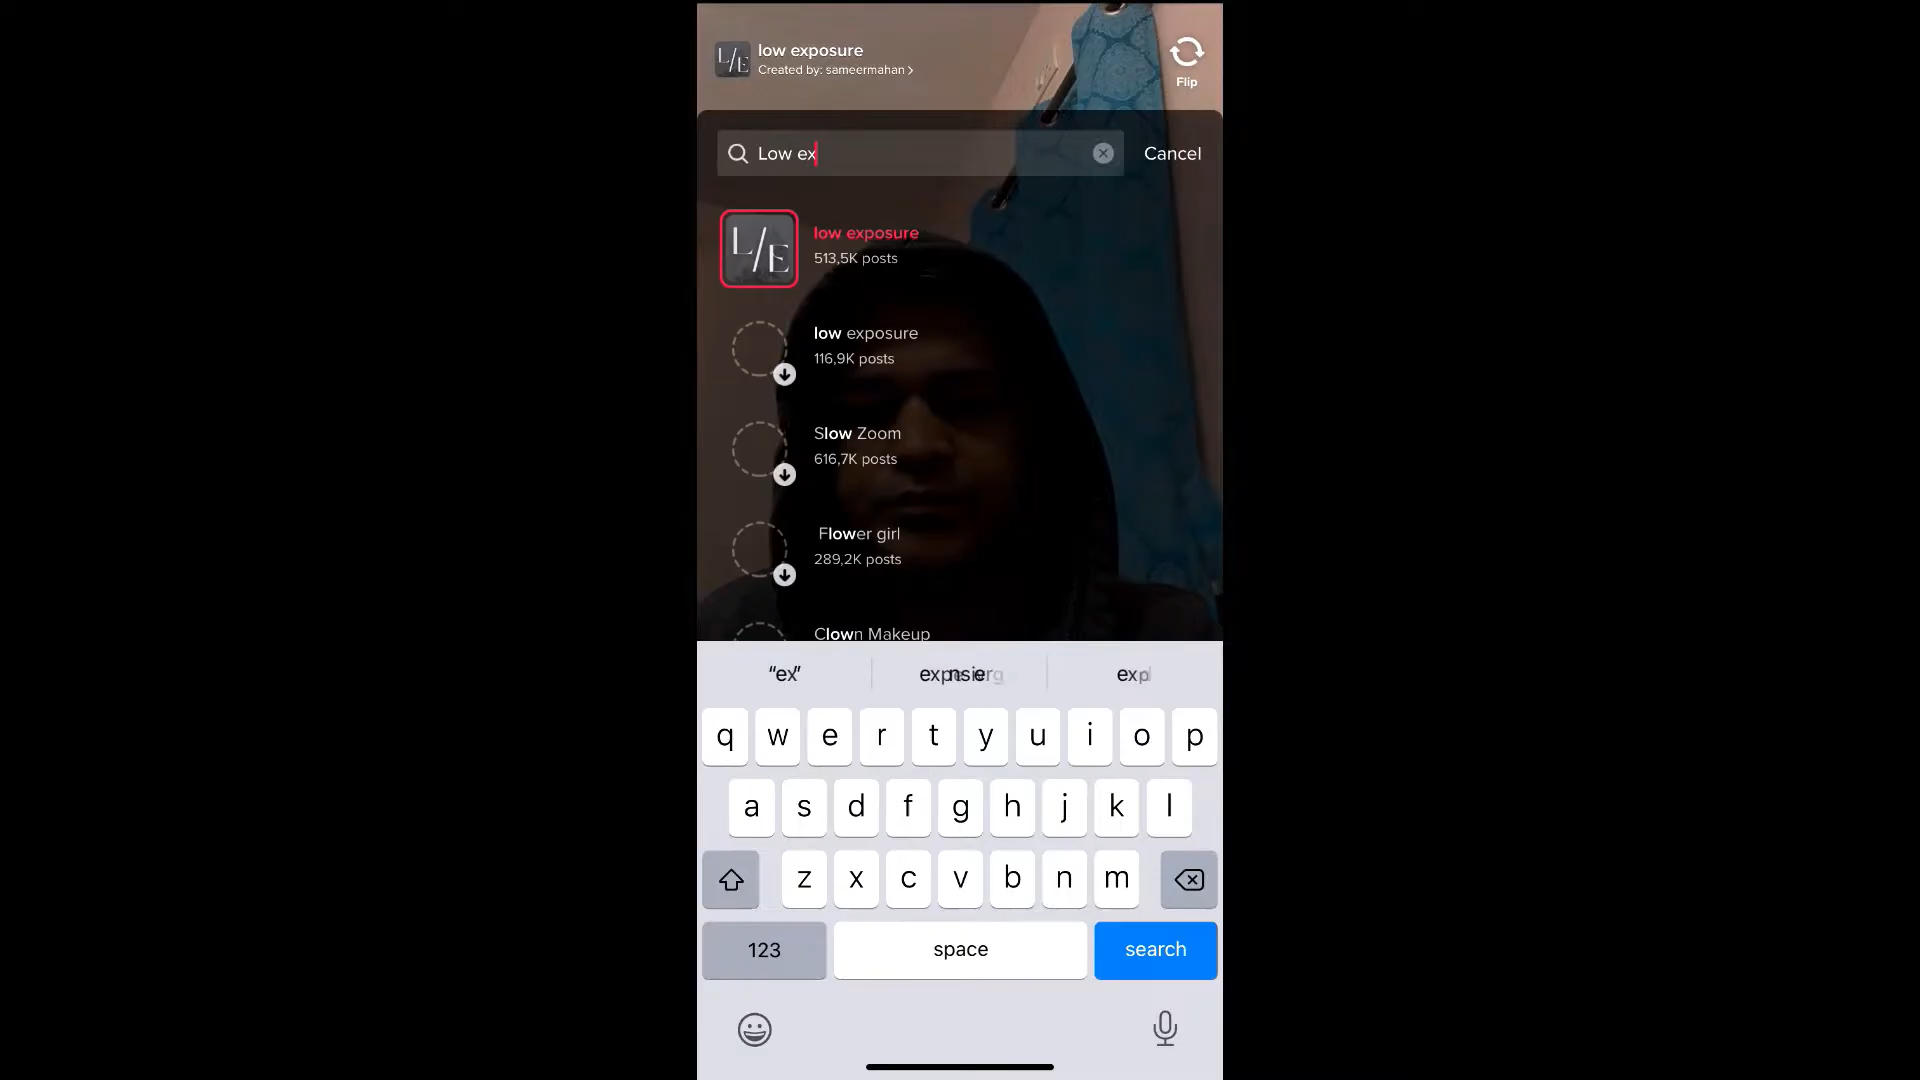 L/E
low exposure
Created by: sameermahan >
Flip
Low ex
Cancel
L/E
low exposure
513,5K posts
low exposure
116,9K posts
Slow Zoom
616,7K posts
Flower girl
289,2K posts
Clown Makeup
“ex”
q w e r t y u i o p
a s d f g h j k l
z x c v b n m
123
space
search